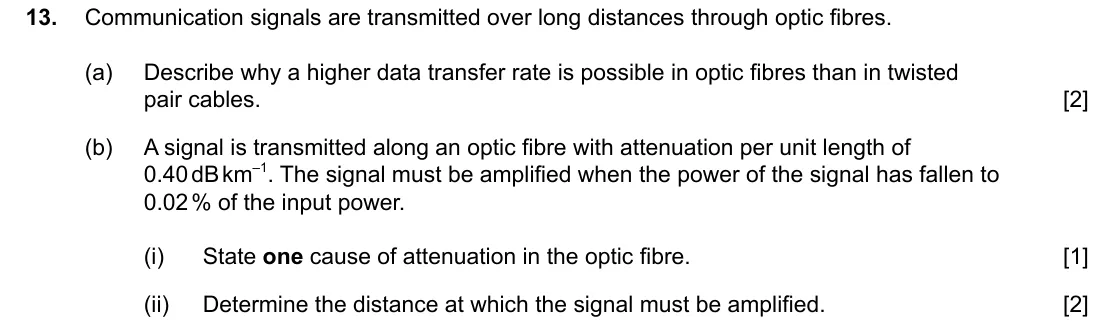 13. Communication signals are transmitted over long distances through optic fibres.
(a) Describe why a higher data transfer rate is possible in optic fibres than in twisted
pair cables. [2]
(b) A signal is transmitted along an optic fibre with attenuation per unit length of
0.40 dB km⁻¹. The signal must be amplified when the power of the signal has fallen to
0.02 % of the input power.
(i) State one cause of attenuation in the optic fibre. [1]
(ii) Determine the distance at which the signal must be amplified. [2]